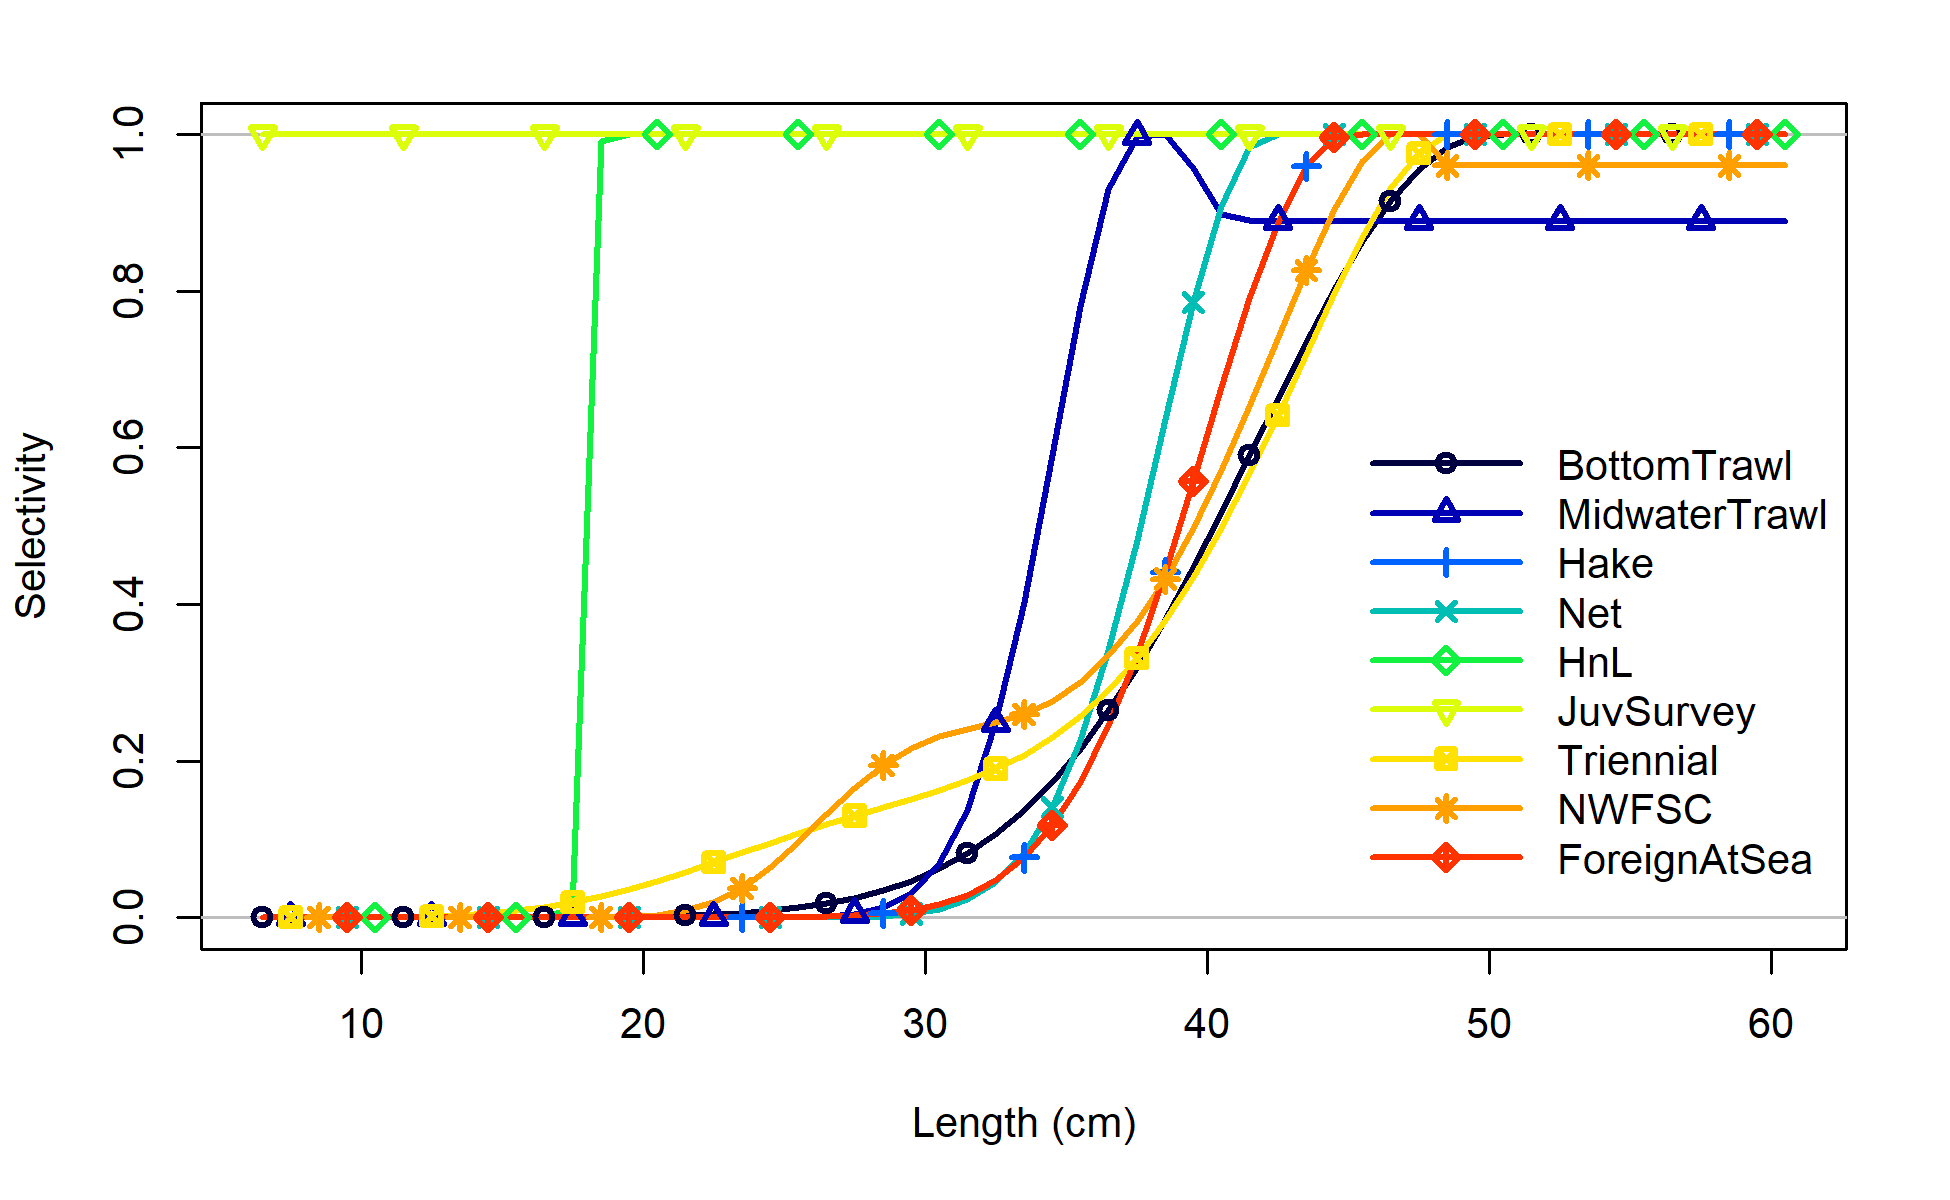 Selectivity
1.0
0.8
0.6
0.4
0.2
0.0
BottomTrawl
MidwaterTrawl
Hake
Net
HnL
JuvSurvey
Triennial
NWFSC
ForeignAtSea
10 20 30 40 50 60
Length (cm)